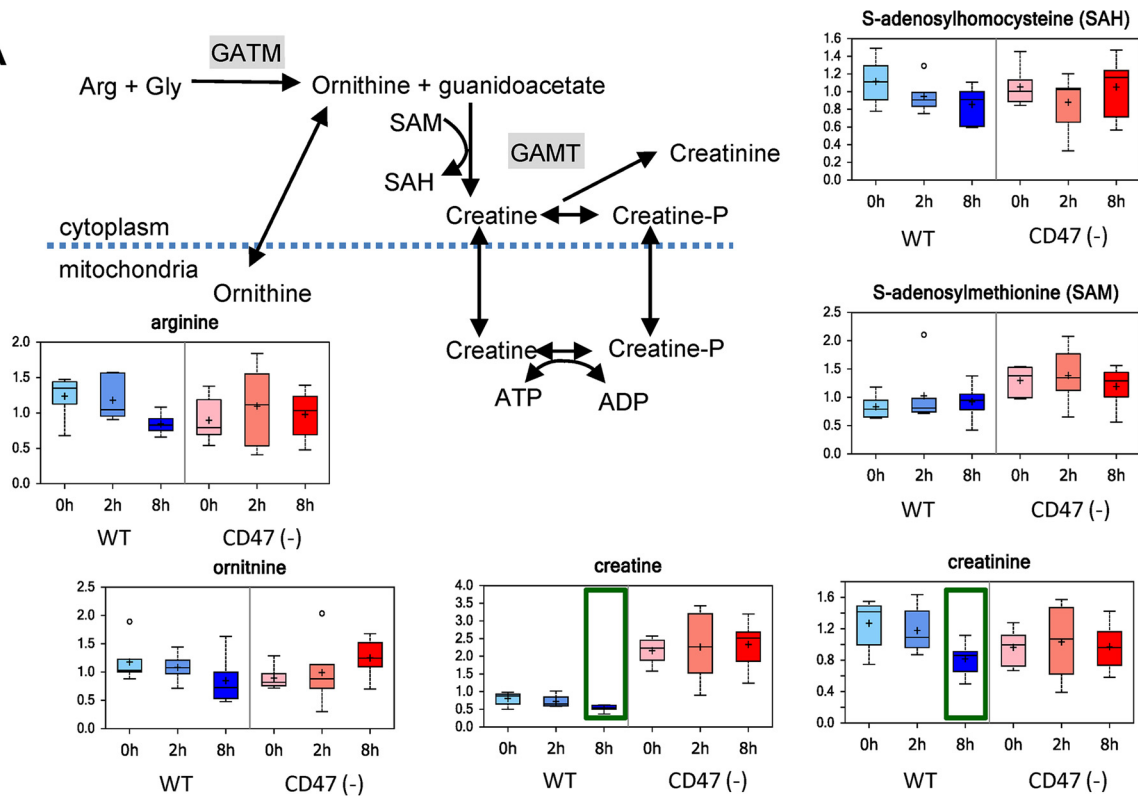 A
GATM
Arg + Gly
Ornithine + guanidoacetate
SAM
SAH
GAMT
Creatinine
Creatine
Creatine-P
cytoplasm
mitochondria
Ornithine
Creatine
Creatine-P
ATP
ADP
S-adenosylhomocysteine (SAH)
1.6
1.4
1.2
1.0
0.8
0.6
0.4
0.2
0.0
0h 2h 8h 0h 2h 8h
WT CD47 (-)
S-adenosylmethionine (SAM)
2.5
2.0
1.5
1.0
0.5
0.0
0h 2h 8h 0h 2h 8h
WT CD47 (-)
arginine
2.0
1.5
1.0
0.5
0.0
0h 2h 8h 0h 2h 8h
WT CD47 (-)
ornitnine
2.5
2.0
1.5
1.0
0.5
0.0
0h 2h 8h 0h 2h 8h
WT CD47 (-)
creatine
4.0
3.5
3.0
2.5
2.0
1.5
1.0
0.5
0.0
0h 2h 8h 0h 2h 8h
WT CD47 (-)
creatinine
1.6
1.2
0.8
0.4
0.0
0h 2h 8h 0h 2h 8h
WT CD47 (-)